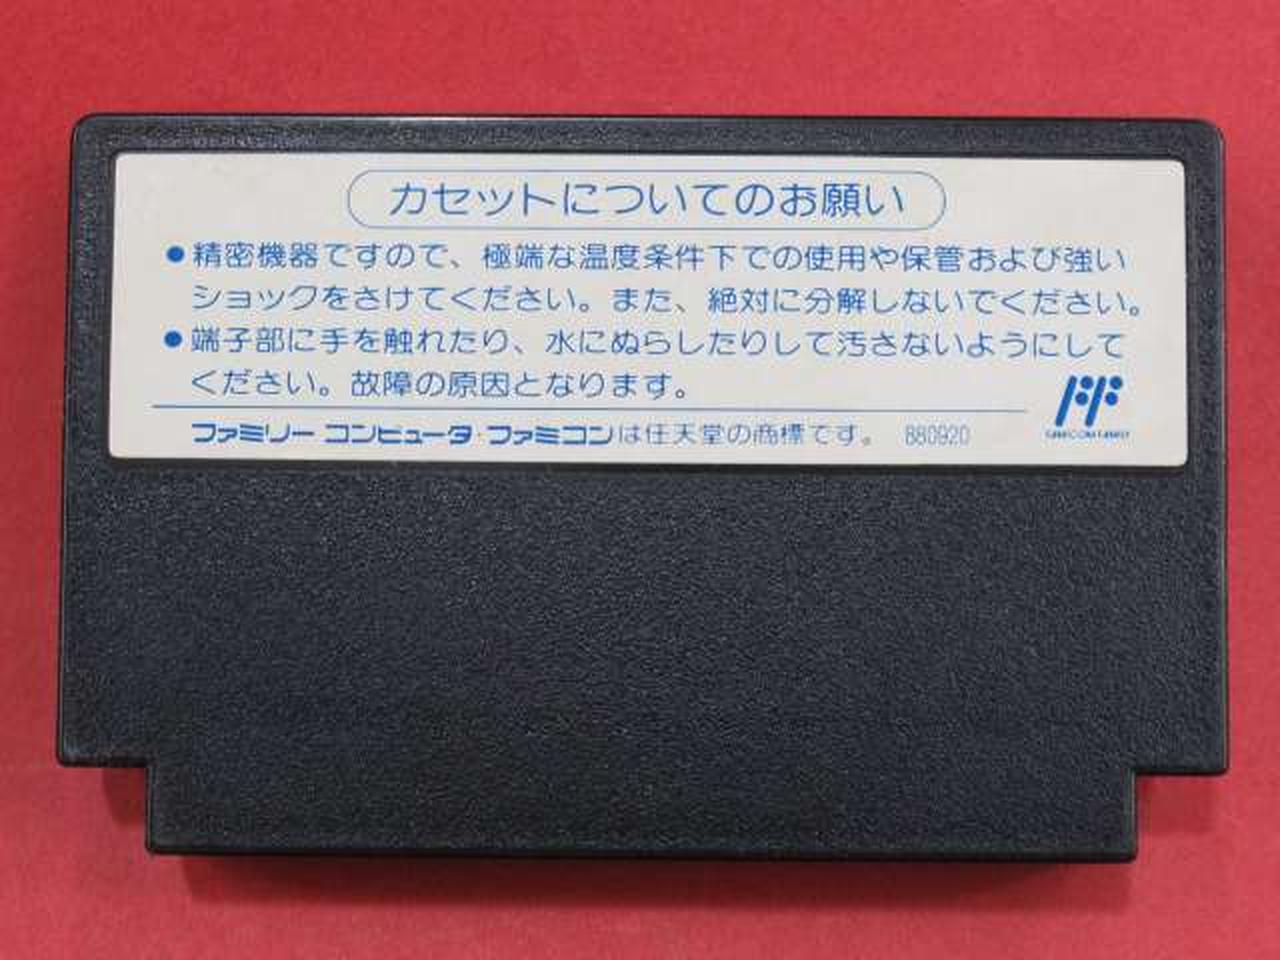 カセットについてのお願い
●精密機器ですので、極端な温度条件下での使用や保管および強い
ショックをさけてください。また、絶対に分解しないでください。
●端子部に手を触れたり、水にぬらしたりして汚さないようにして
ください。故障の原因となります。
ファミリー コンピュータ・ファミコンは任天堂の商標です。 880920
FAMICOM FAMILY